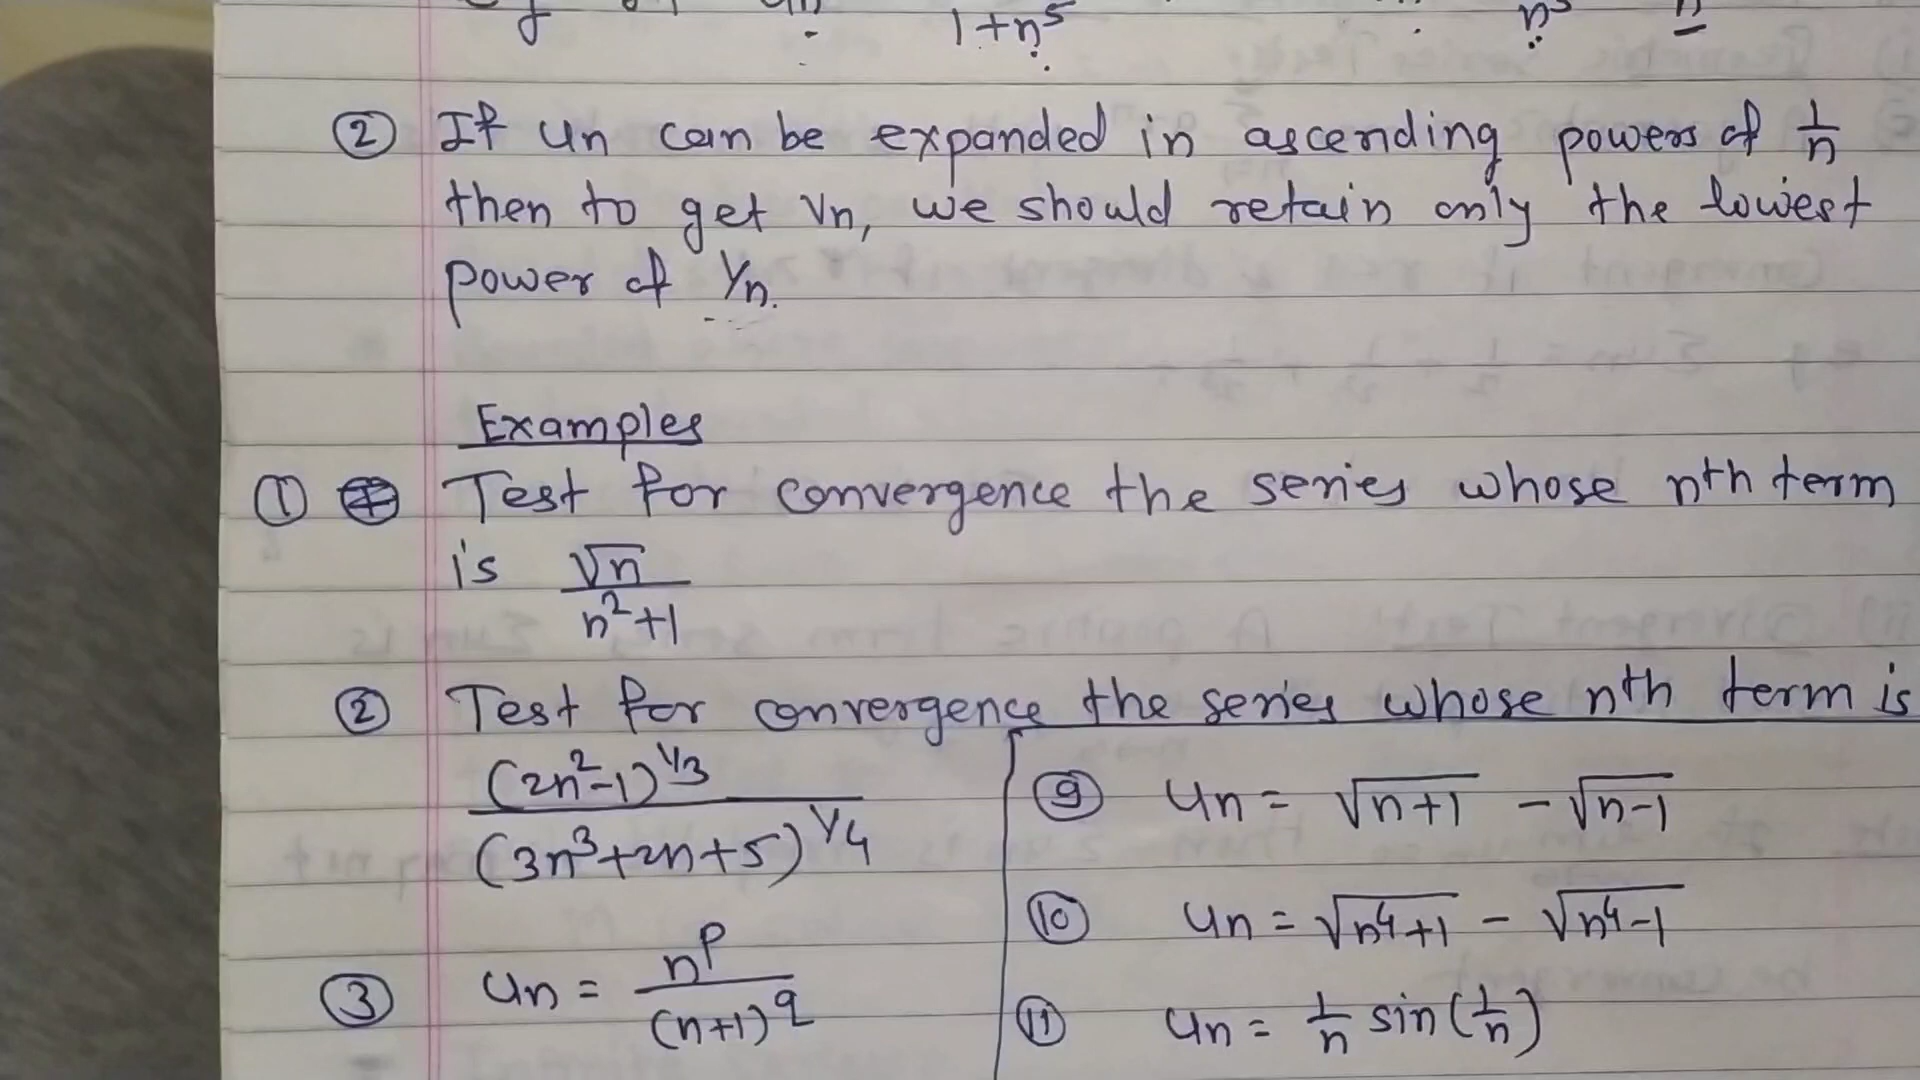 1+n⁵
② If un can be expanded in ascending powers of 1/n
then to get vn, we should retain only the lowest
power of 1/n.
Examples
① Test for convergence the series whose nth term
is √n/(n²+1)
② Test for convergence the series whose nth term is
(2n²-1)^1/3 / (3n³+2n+5)^1/4
③ un = n^p/(n+1)^q
⑨ un = √(n+1) - √(n-1)
⑩ un = √(n⁴+1) - √(n⁴-1)
⑪ un = 1/n sin(1/n)